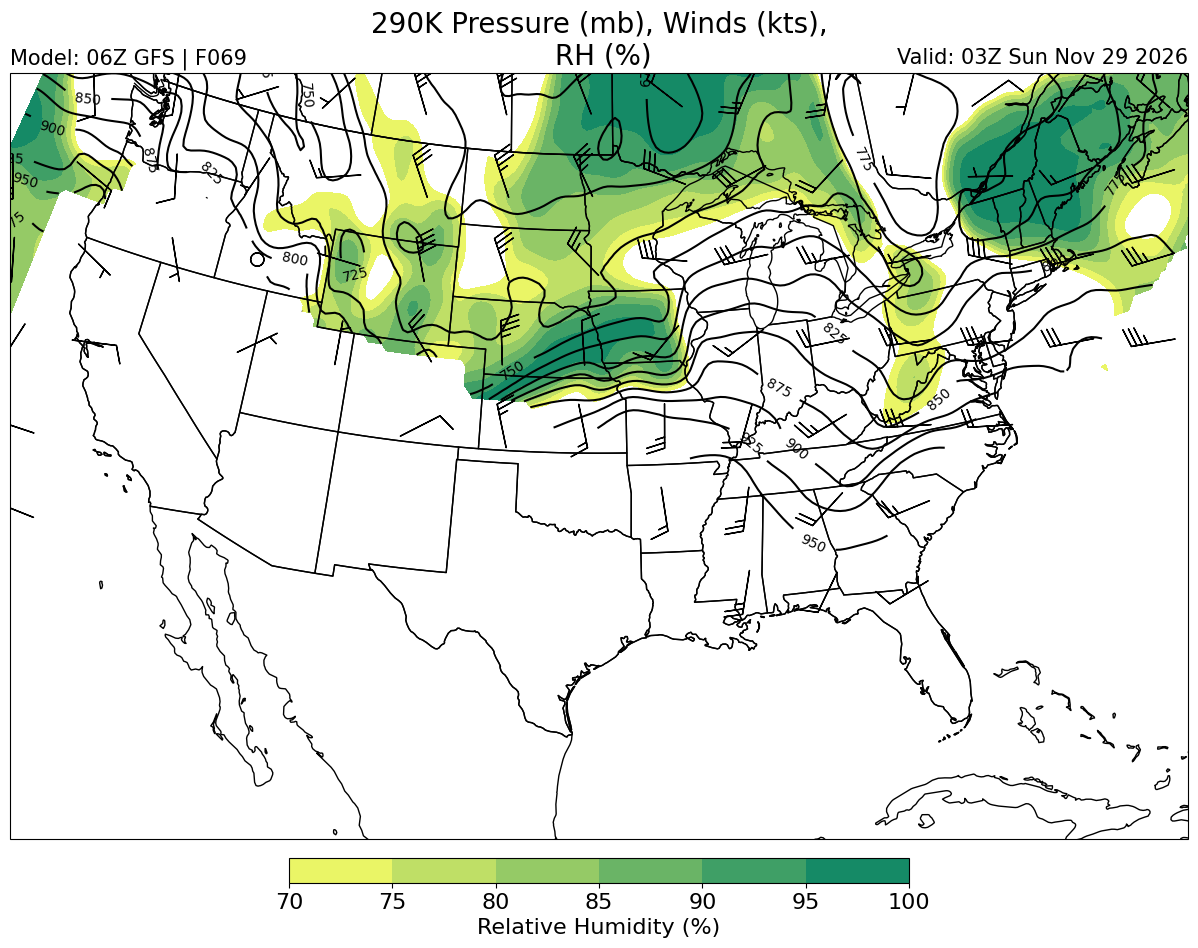 290K Pressure (mb), Winds (kts),
RH (%)
Model: 06Z GFS | F069
Valid: 03Z Sun Nov 29 2026
850
750
900
875
825
775
950
800
725
750
825
875
850
900
925
950
70 75 80 85 90 95 100
Relative Humidity (%)